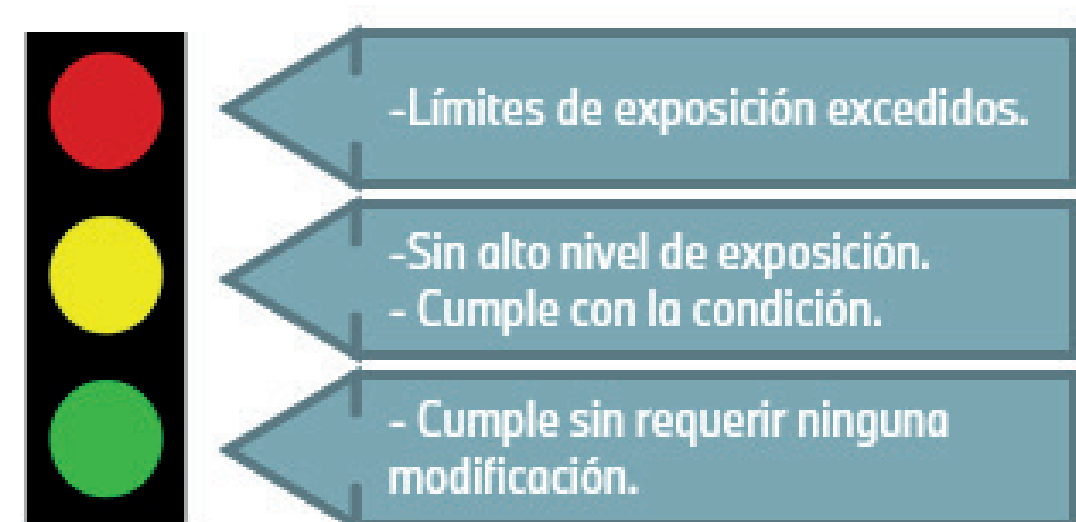 -Límites de exposición excedidos.
-Sin alto nivel de exposición.
- Cumple con la condición.
- Cumple sin requerir ninguna
modificación.